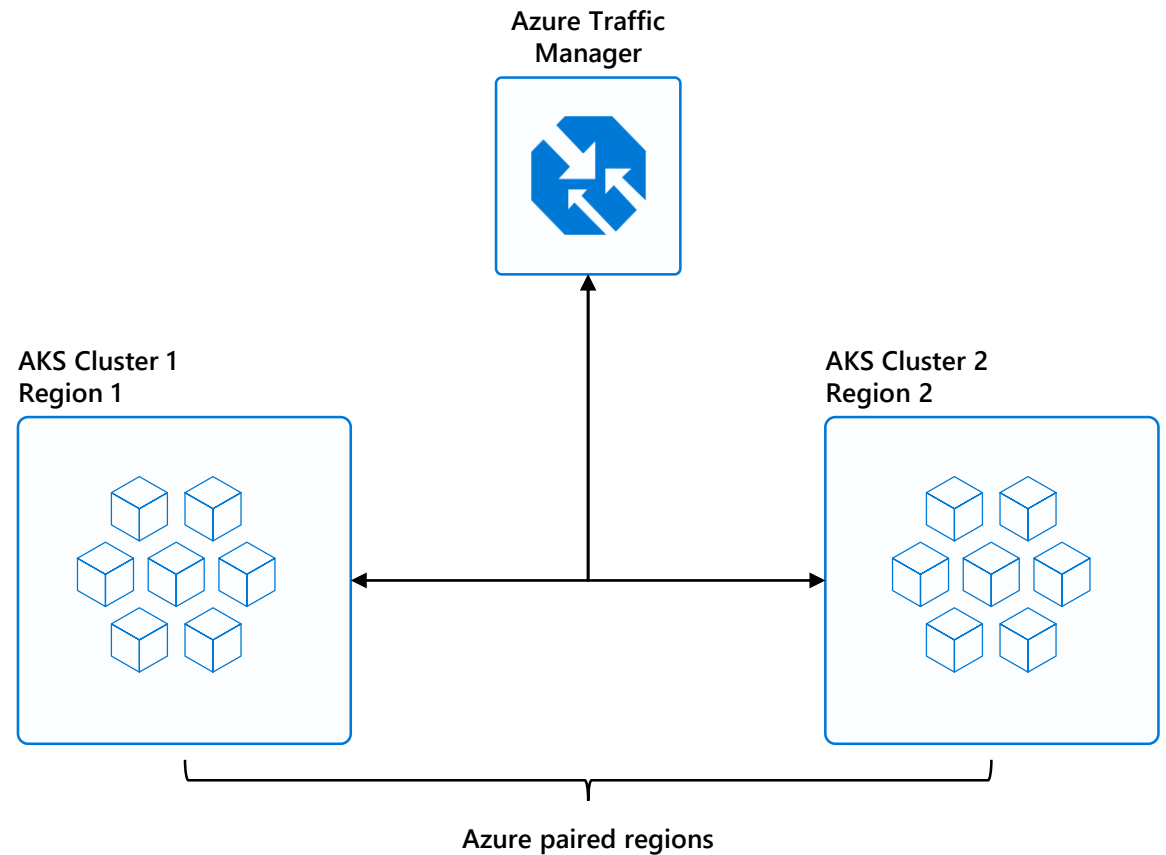 Azure Traffic
Manager
AKS Cluster 1
Region 1
AKS Cluster 2
Region 2
Azure paired regions